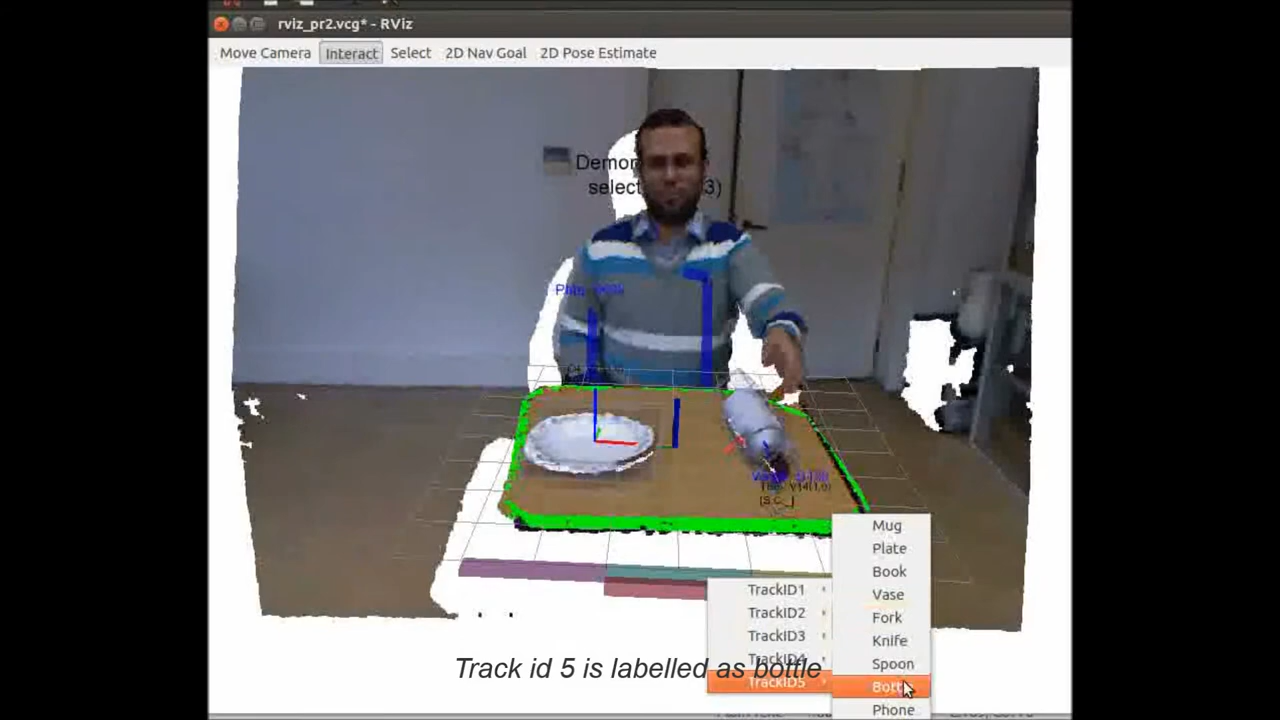 rviz_pr2.vcg* - RViz
Move Camera Interact Select 2D Nav Goal 2D Pose Estimate
Mug
Plate
Book
Vase
Fork
Knife
Spoon
Phone
TrackID1
TrackID2
TrackID3
TrackID4
TrackID5
Track id 5 is labelled as bottle